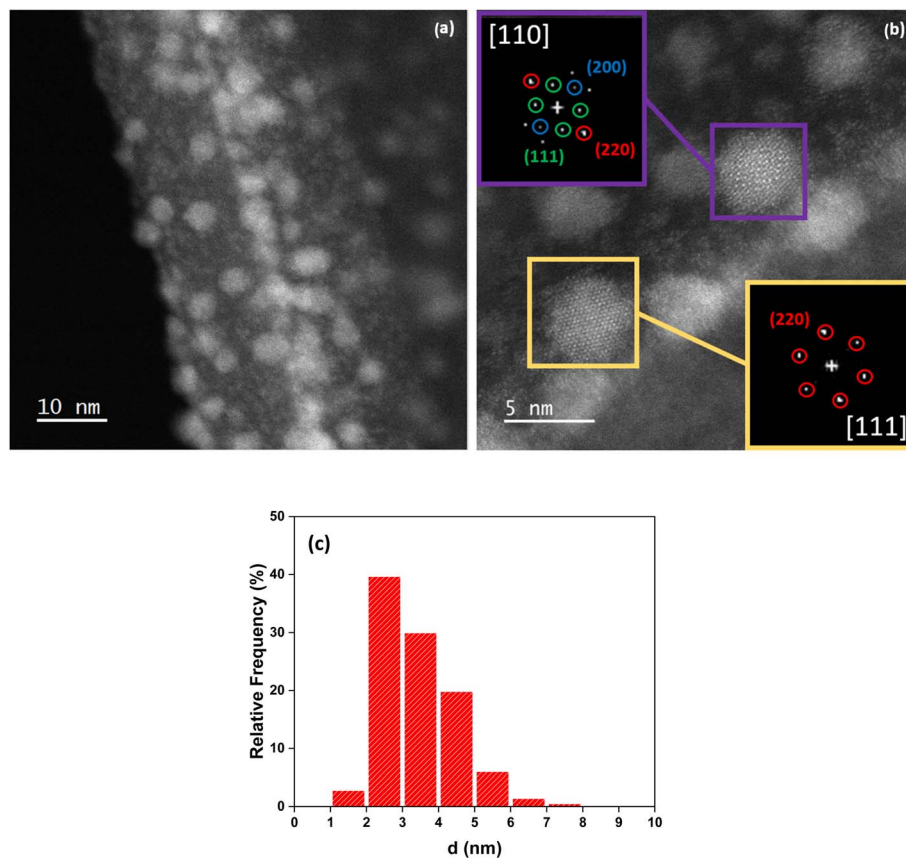 (a)
10 nm
(b)
[110]
(200)
(111)
(220)
5 nm
(220)
[111]
(c)
Relative Frequency (%)
50
40
30
20
10
0
0 1 2 3 4 5 6 7 8 9 10
d (nm)